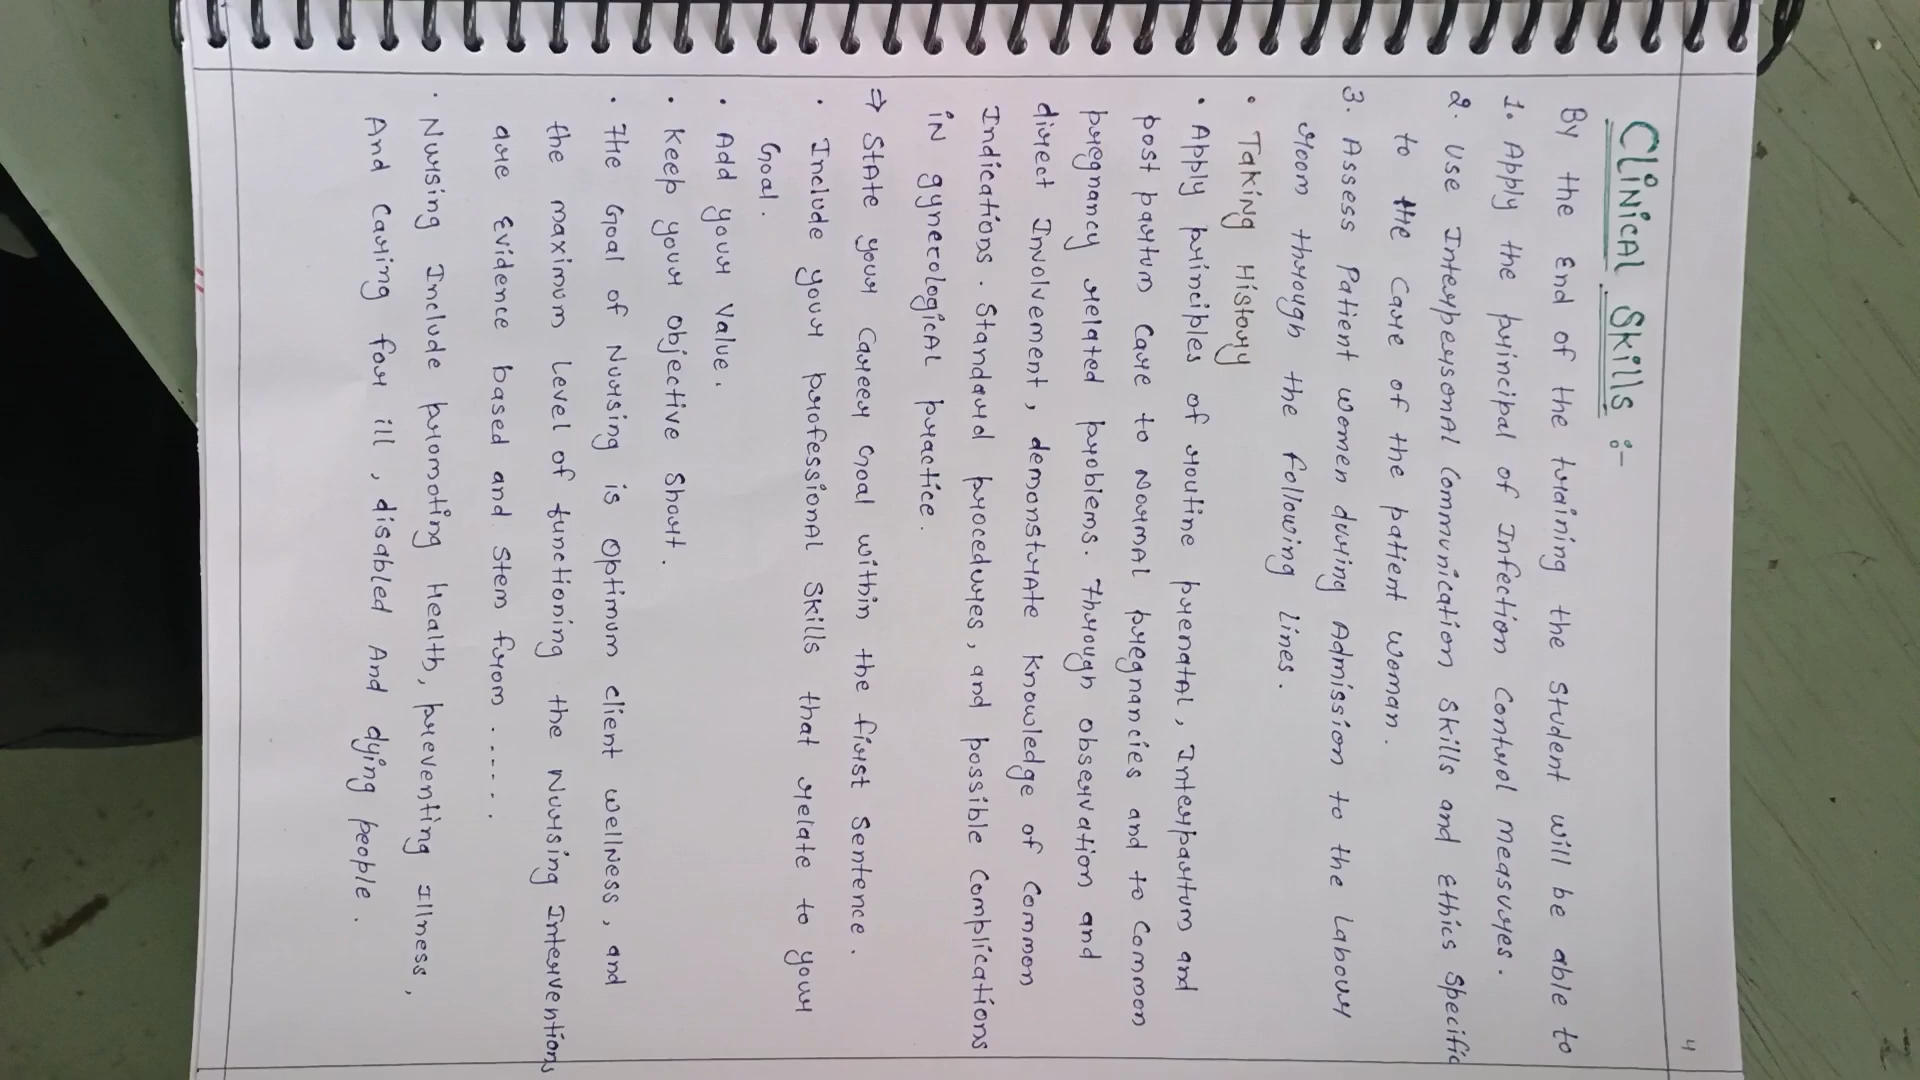 4
Clinical Skills :-
By the End of the training the student will be able to
1. Apply the principal of Infection Control measures.
2. Use Interpersonal Communication Skills and Ethics Specific
to the Care of the patient woman.
3. Assess Patient women during Admission to the Labour
room through the following Lines.
• Taking History
• Apply principles of routine prenatal, Interpartum and
post partum care to Normal pregnancies and to Common
pregnancy related problems. Through observation and
direct Involvement, demonstrate Knowledge of Common
Indications. Standard procedures, and possible Complications
in gynecological practice.
⇒ State your Career Goal within the first Sentence.
• Include your professional Skills that relate to your
Goal.
• Add your Value.
• Keep your objective Short.
• The Goal of Nursing is Optimum client wellness, and
the maximum Level of functioning the Nursing Interventions
are Evidence based and Stem from ......
• Nursing Include promoting Health, preventing Illness,
And Caring for ill, disabled And dying people.